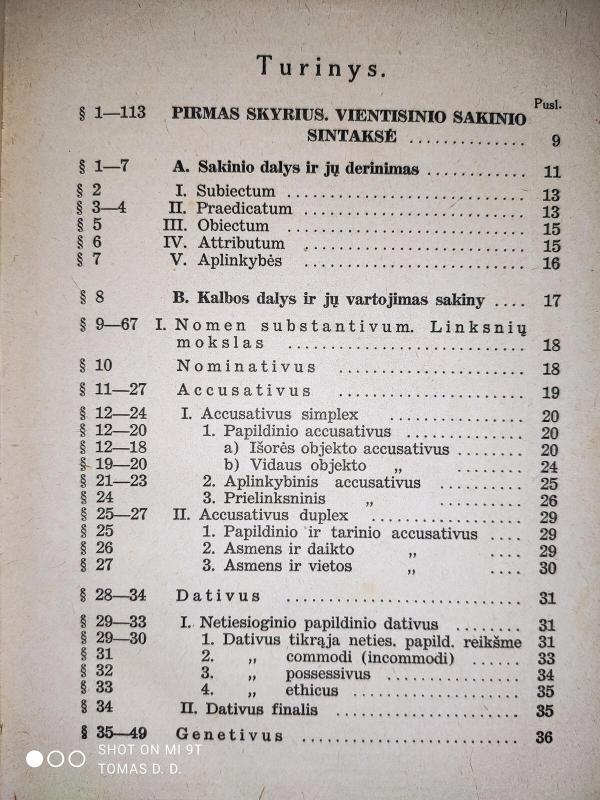 Turinys.
Pusl.
§ 1—113 PIRMAS SKYRIUS. VIENTISINIO SAKINIO
SINTAKSĖ .............. 9
§ 1—7 A. Sakinio dalys ir jų derinimas ............ 11
§ 2 I. Subiectum ........................... 13
§ 3—4 II. Praedicatum ......................... 13
§ 5 III. Obiectum ........................... 15
§ 6 IV. Attributum ......................... 15
§ 7 V. Aplinkybės ......................... 16
§ 8 B. Kalbos dalys ir jų vartojimas sakiny .... 17
§ 9—67 I. Nomen substantivum. Linksnių
mokslas ........................... 18
§ 10 Nominativus ..................... 18
§ 11—27 Accusativus ..................... 19
§ 12—24 I. Accusativus simplex ............... 20
§ 12—20 1. Papildinio accusativus ............. 20
§ 12—18 a) Išorės objekto accusativus ........ 20
§ 19—20 b) Vidaus objekto „ ........ 24
§ 21—23 2. Aplinkybinis accusativus .......... 25
§ 24 3. Prielinksninis „ .......... 26
§ 25—27 II. Accusativus duplex ................. 29
§ 25 1. Papildinio ir tarinio accusativus .... 29
§ 26 2. Asmens ir daikto „ .... 29
§ 27 3. Asmens ir vietos „ .... 30
§ 28—34 Dativus ........................... 31
§ 29—33 I. Netiesioginio papildinio dativus ...... 31
§ 29—30 1. Dativus tikrąja neties. papild. reikšme 31
§ 31 2. „ commodi (incommodi) ...... 33
§ 32 3. „ possessivus ............... 34
§ 33 4. „ ethicus ................... 35
§ 34 II. Dativus finalis ..................... 35
§ 35—49 Genetivus ......................... 36
SHOT ON MI 9T
TOMAS D. D.